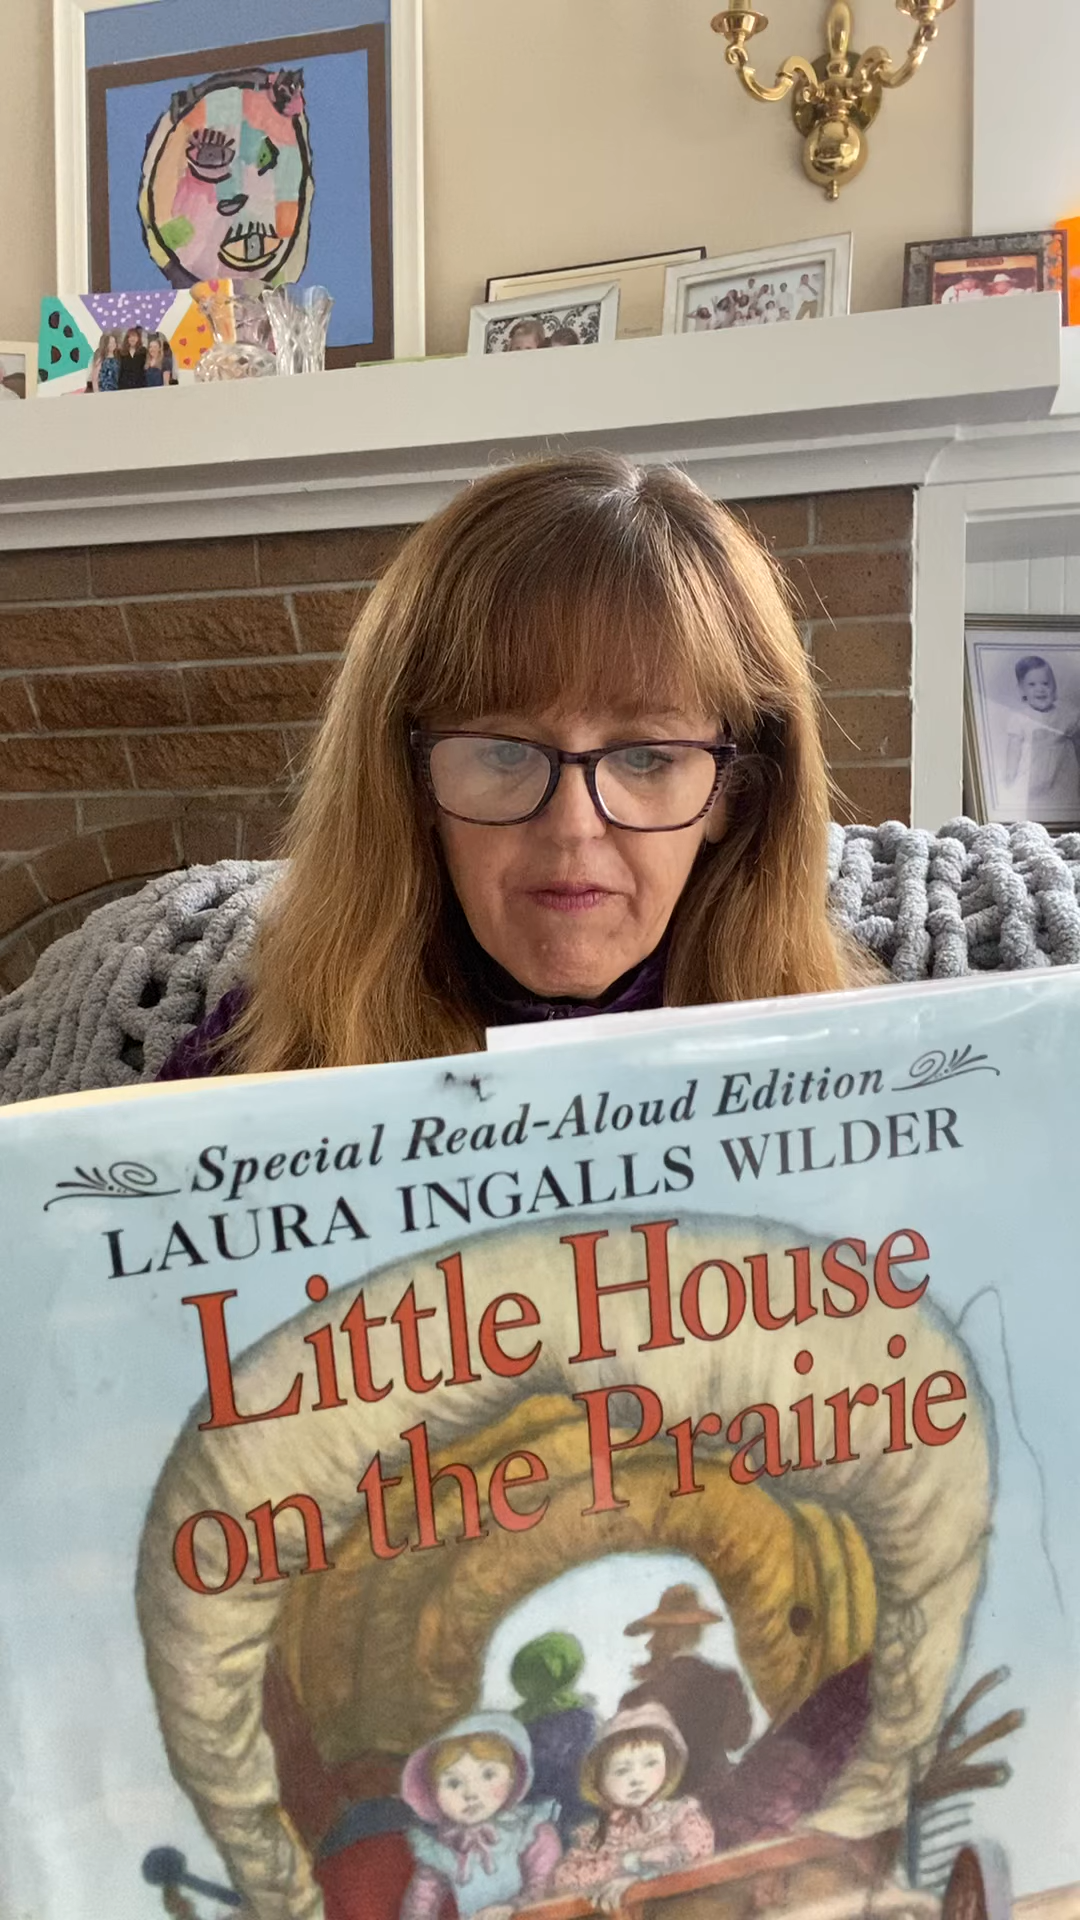 Special Read-Aloud Edition
LAURA INGALLS WILDER
Little House
on the Prairie